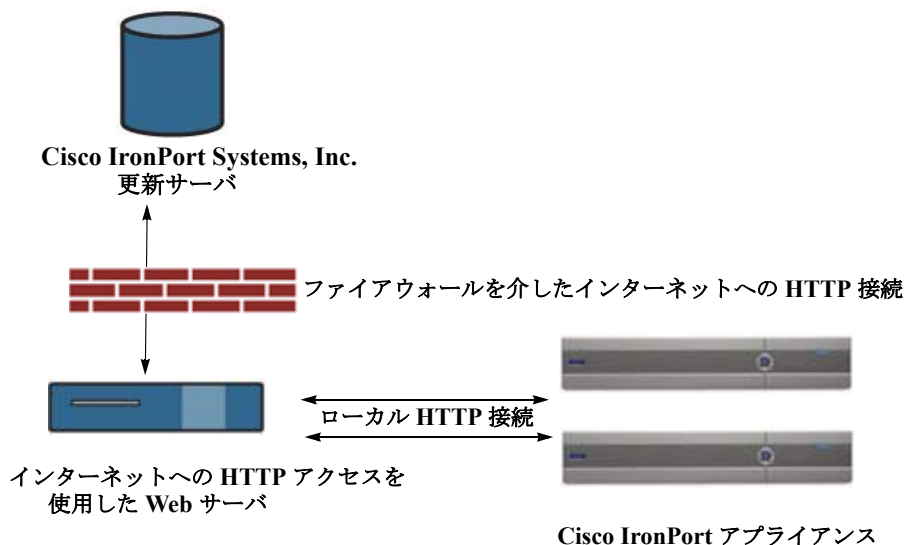 Cisco IronPort Systems, Inc.
更新サーバ
ファイアウォールを介したインターネットへの HTTP 接続
ローカル HTTP 接続
インターネットへの HTTP アクセスを
使用した Web サーバ
Cisco IronPort アプライアンス